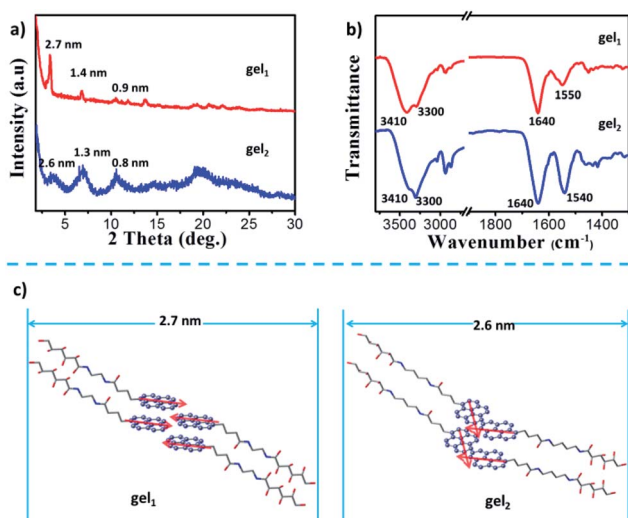 a)
2.7 nm
1.4 nm
0.9 nm
gel₁
2.6 nm
1.3 nm
0.8 nm
gel₂
Intensity (a.u)
5 10 15 20 25 30
2 Theta (deg.)
b)
gel₁
3410 3300
1640
1550
gel₂
3410 3300
1640
1540
Transmittance
3500 3000 1800 1600 1400
Wavenumber (cm⁻¹)
c)
2.7 nm
gel₁
2.6 nm
gel₂